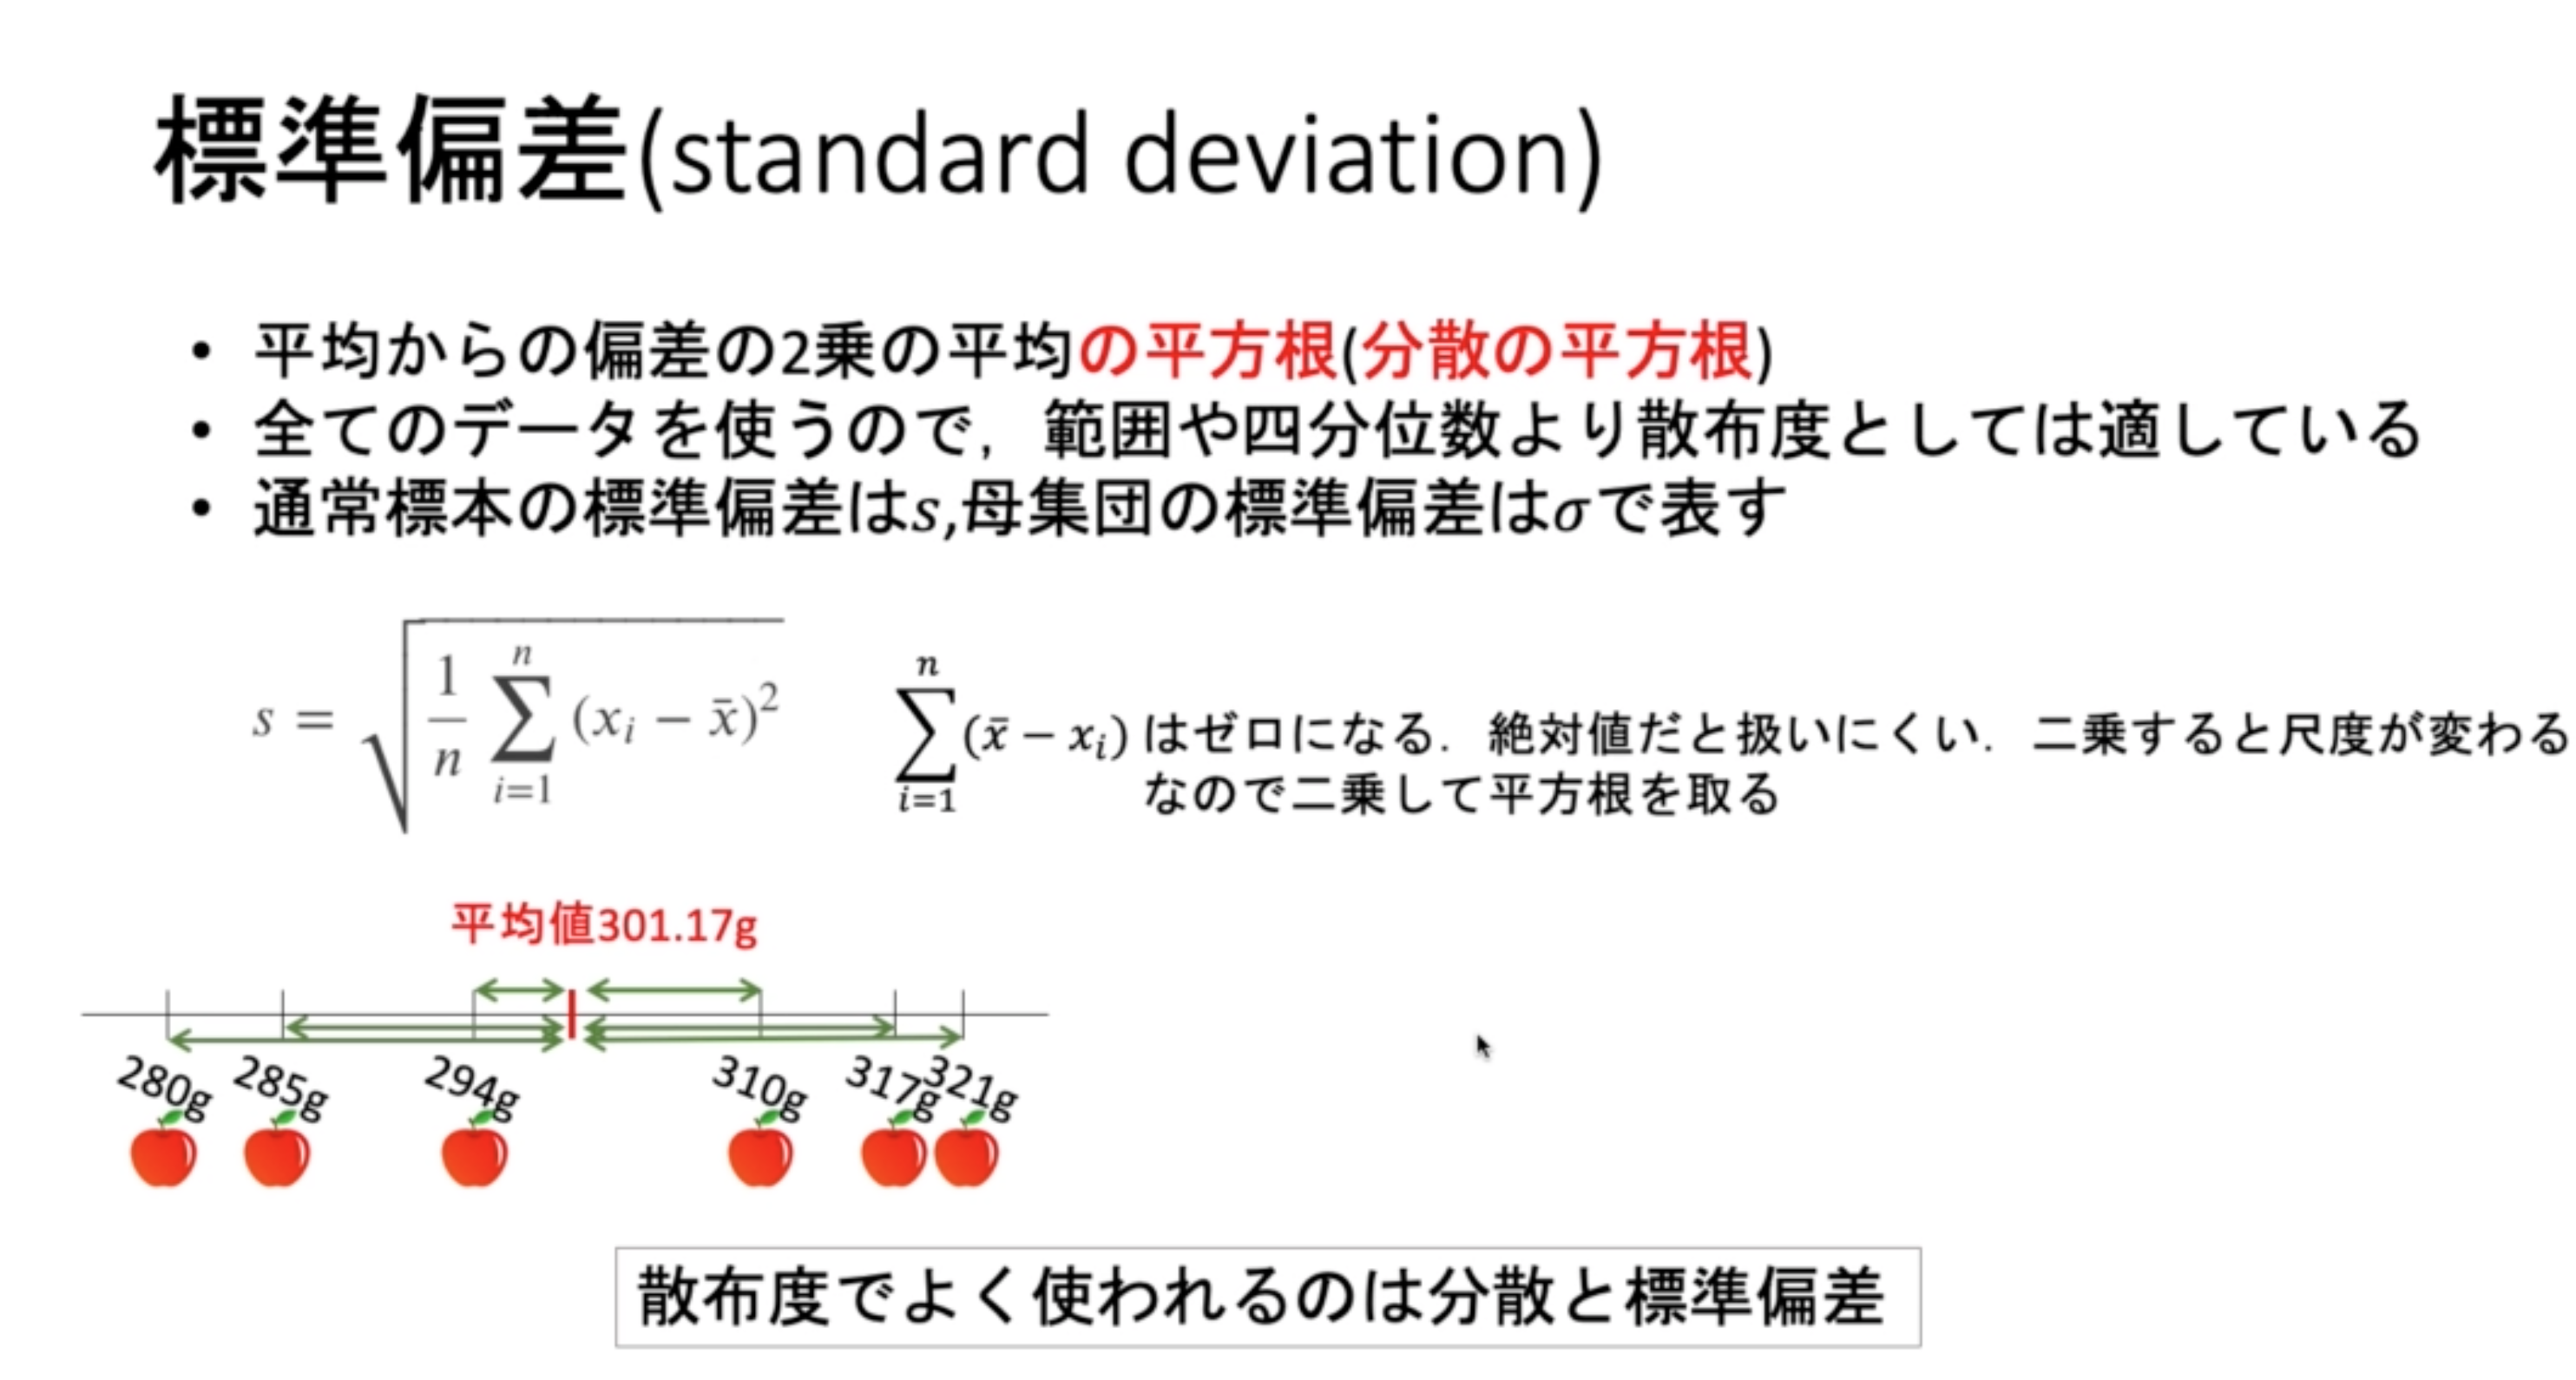 標準偏差(standard deviation)
• 平均からの偏差の2乗の平均の平方根(分散の平方根)
• 全てのデータを使うので，範囲や四分位数より散布度としては適している
• 通常標本の標準偏差はs,母集団の標準偏差はσで表す
s = √(1/n ∑_{i=1}^{n} (x_i − x̄)²)
∑_{i=1}^{n} (x̄ − x_i) はゼロになる．絶対値だと扱いにくい．二乗すると尺度が変わる
なので二乗して平方根を取る
平均値301.17g
280g 285g 294g 310g 317g 321g
散布度でよく使われるのは分散と標準偏差